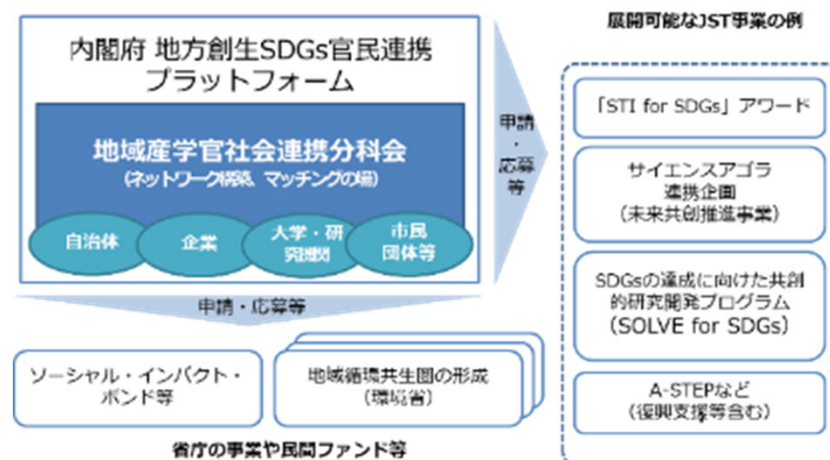 内閣府 地方創生SDGs官民連携
プラットフォーム
地域産学官社会連携分科会
(ネットワーク構築、マッチングの場)
自治体
企業
大学・研
究機関
市民
団体等
申請
・
応募
等
申請・応募等
ソーシャル・インパクト・
ボンド等
地域循環共生圏の形成
(環境省)
省庁の事業や民間ファンド等
展開可能なJST事業の例
「STI for SDGs」アワード
サイエンスアゴラ
連携企画
(未来共創推進事業)
SDGsの達成に向けた共創
的研究開発プログラム
(SOLVE for SDGs)
A-STEPなど
(復興支援等含む)